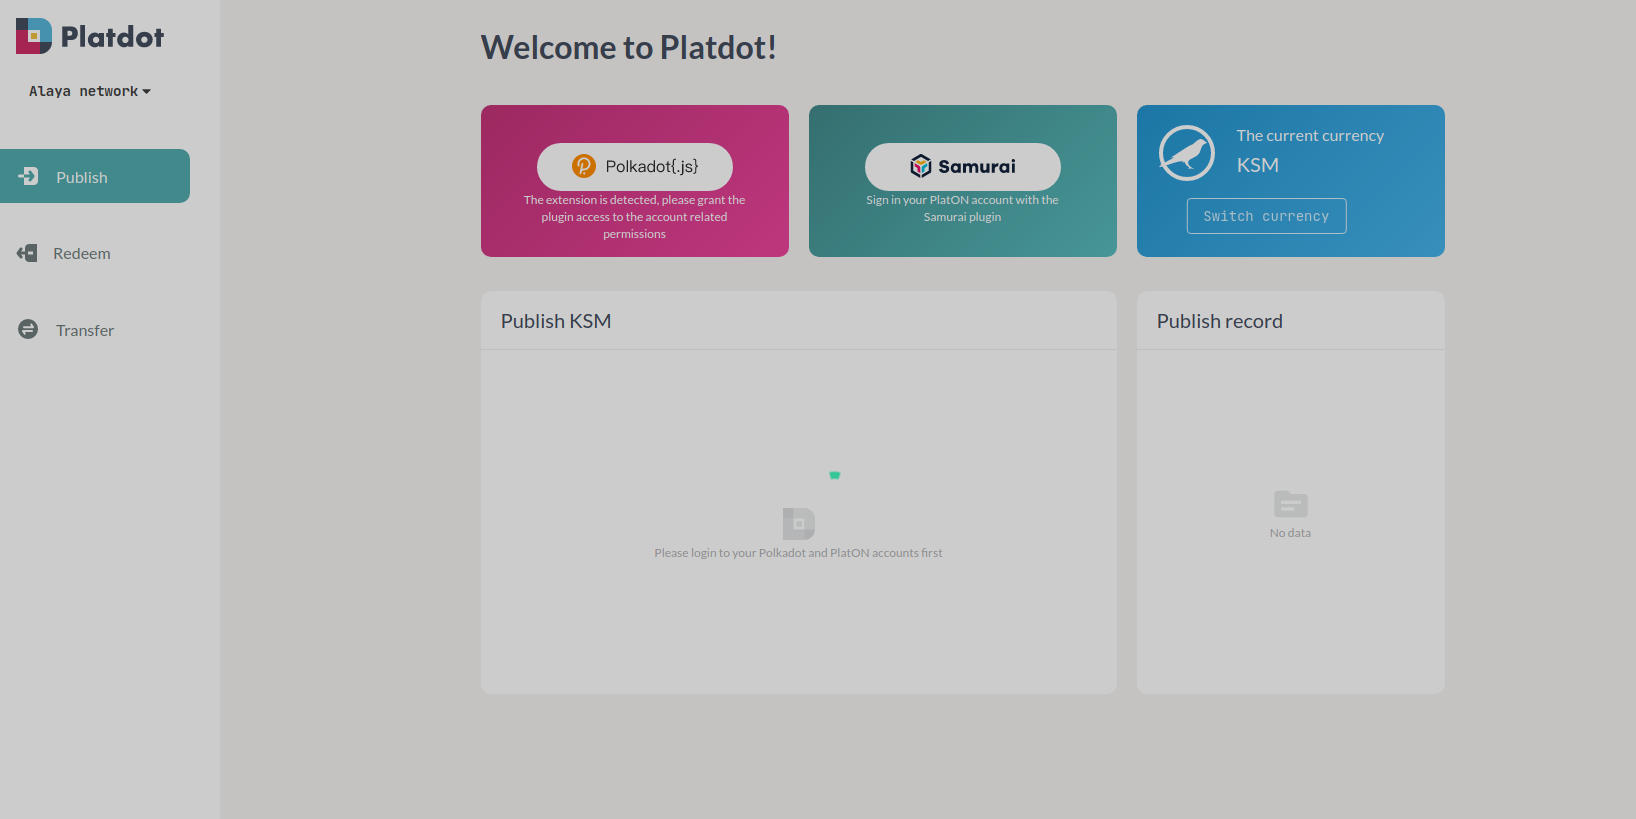 Platdot
Alaya network
Publish
Redeem
Transfer
Welcome to Platdot!
Polkadot{.js}
The extension is detected, please grant the
plugin access to the account related
permissions
Samurai
Sign in your PlatON account with the
Samurai plugin
The current currency
KSM
Switch currency
Publish KSM
Please login to your Polkadot and PlatON accounts first
Publish record
No data